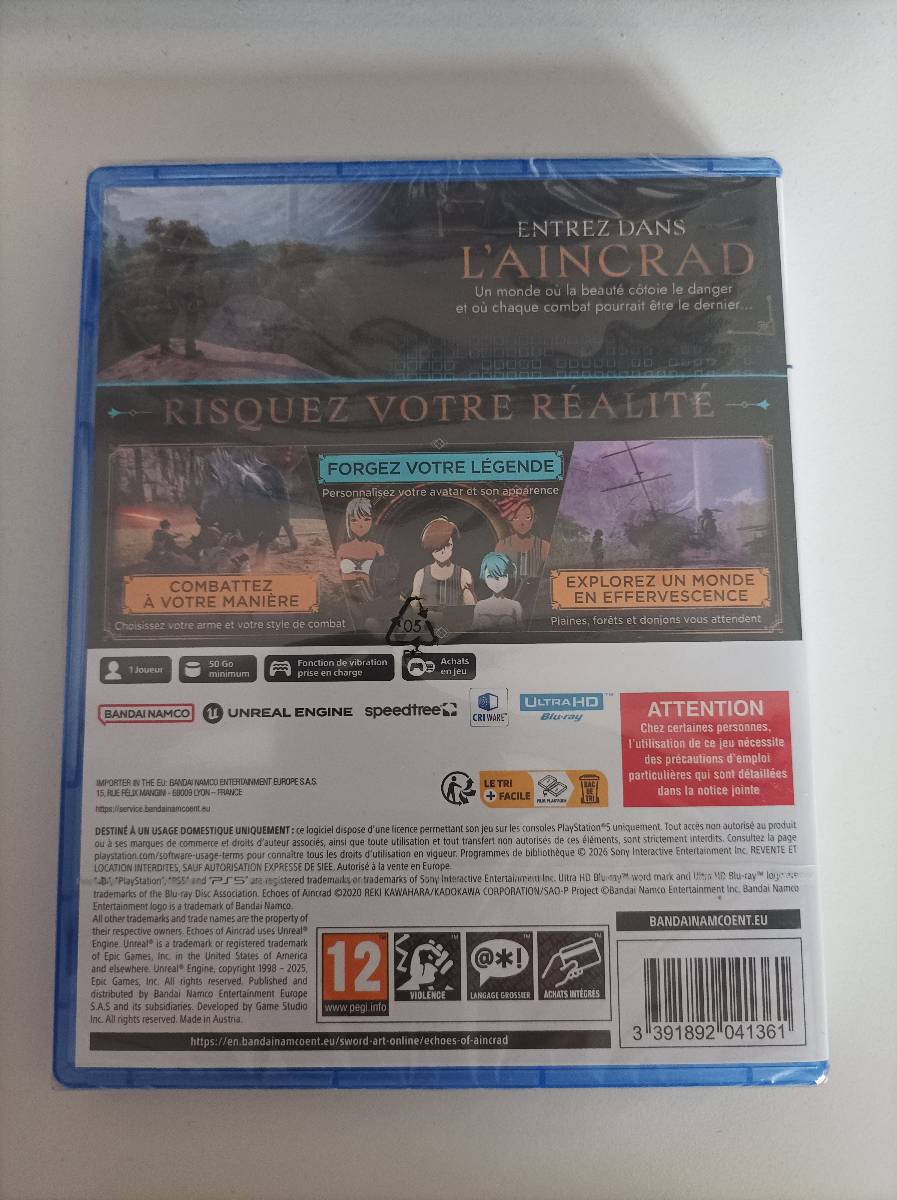 ENTREZ DANS
L'AINCRAD
Un monde où la beauté côtoie le danger
et où chaque combat pourrait être le dernier...
RISQUEZ VOTRE RÉALITÉ
FORGEZ VOTRE LÉGENDE
Personnalisez votre avatar et son apparence
COMBATTEZ
À VOTRE MANIÈRE
Choisissez votre arme et votre style de combat
EXPLOREZ UN MONDE
EN EFFERVESCENCE
Plaines, forêts et donjons vous attendent
05
1 Joueur
50 Go
minimum
Fonction de vibration
prise en charge
Achats
en jeu
BANDAI NAMCO
UNREAL ENGINE
speedtree
CRIWARE™
ULTRA HD™
Blu-ray
ATTENTION
Chez certaines personnes,
l'utilisation de ce jeu nécessite
des précautions d'emploi
particulières qui sont détaillées
dans la notice jointe
IMPORTER IN THE EU: BANDAI NAMCO ENTERTAINMENT EUROPE S.A.S.
15, RUE FÉLIX MANGINI – 69009 LYON – FRANCE
https://service.bandainamcoent.eu
LE TRI
+ FACILE
BAC
DE TRI
DESTINÉ À UN USAGE DOMESTIQUE UNIQUEMENT : ce logiciel dispose d'une licence permettant son jeu sur les consoles PlayStation®5 uniquement. Tout accès non autorisé au produit
ou à ses marques de commerce et droits d'auteur associés, ainsi que toute utilisation et tout transfert non autorisés de ces éléments, sont strictement interdits. Consultez la page
playstation.com/software-usage-terms pour connaître tous les droits d'utilisation en vigueur. Programmes de bibliothèque © 2026 Sony Interactive Entertainment Inc. REVENTE ET
LOCATION INTERDITES, SAUF AUTORISATION EXPRESSE DE SIEE. Autorisé à la vente en Europe.
"PlayStation", "PS5" and "PS5" are registered trademarks or trademarks of Sony Interactive Entertainment Inc. Ultra HD Blu-ray™ word mark and Ultra HD Blu-ray™ logo are
trademarks of the Blu-ray Disc Association. Echoes of Aincrad ©2020 REKI KAWAHARA/KADOKAWA CORPORATION/SAO-P Project ©Bandai Namco Entertainment Inc. Bandai Namco
Entertainment logo is a trademark of Bandai Namco.
All other trademarks and trade names are the property of
their respective owners. Echoes of Aincrad uses Unreal®
Engine. Unreal® is a trademark or registered trademark
of Epic Games, Inc. in the United States of America
and elsewhere. Unreal® Engine, copyright 1998 – 2025,
Epic Games, Inc. All rights reserved. Published and
distributed by Bandai Namco Entertainment Europe
S.A.S and its subsidiaries. Developed by Game Studio
Inc. All rights reserved. Made in Austria.
12
www.pegi.info
VIOLENCE
@*!
LANGAGE GROSSIER
ACHATS INTÉGRÉS
BANDAINAMCOENT.EU
3 391892 041361
https://en.bandainamcoent.eu/sword-art-online/echoes-of-aincrad